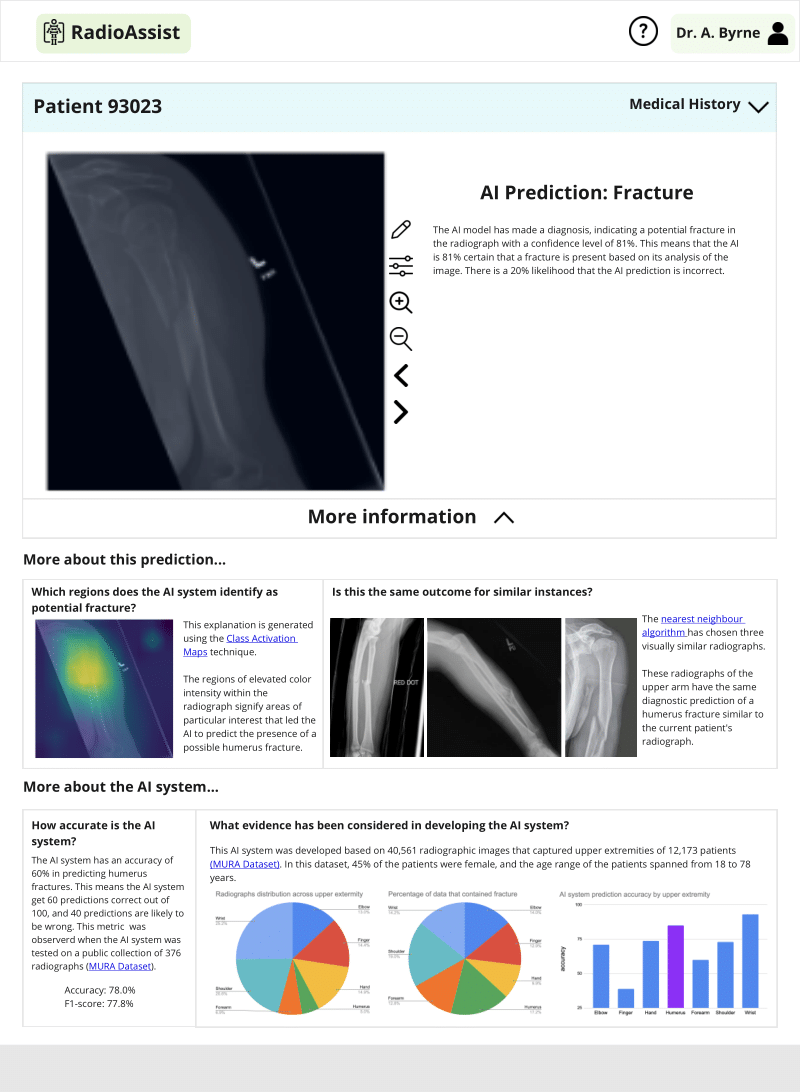 RadioAssist
?
Dr. A. Byrne
Patient 93023
Medical History
AI Prediction: Fracture
The AI model has made a diagnosis, indicating a potential fracture in
the radiograph with a confidence level of 81%. This means that the AI
is 81% certain that a fracture is present based on its analysis of the
image. There is a 20% likelihood that the AI prediction is incorrect.
More information
More about this prediction...
Which regions does the AI system identify as
potential fracture?
This explanation is generated
using the Class Activation
Maps technique.
The regions of elevated color
intensity within the
radiograph signify areas of
particular interest that led the
AI to predict the presence of a
possible humerus fracture.
Is this the same outcome for similar instances?
RED DOT
The nearest neighbour
algorithm has chosen three
visually similar radiographs.
These radiographs of the
upper arm have the same
diagnostic prediction of a
humerus fracture similar to
the current patient's
radiograph.
More about the AI system...
How accurate is the AI
system?
The AI system has an accuracy of
60% in predicting humerus
fractures. This means the AI system
get 60 predictions correct out of
100, and 40 predictions are likely to
be wrong. This metric was
observerd when the AI system was
tested on a public collection of 376
radiographs (MURA Dataset).
Accuracy: 78.0%
F1-score: 77.8%
What evidence has been considered in developing the AI system?
This AI system was developed based on 40,561 radiographic images that captured upper extremities of 12,173 patients
(MURA Dataset). In this dataset, 45% of the patients were female, and the age range of the patients spanned from 18 to 78
years.
Radiographs distribution across upper extermity
Elbow
Finger
Hand
Humerus
Forearm
Shoulder
Wrist
Percentage of data that contained fracture
Elbow
Finger
Hand
Humerus
Forearm
Shoulder
Wrist
AI system prediction accuracy by upper extremity
accuracy
100
75
50
25
Elbow
Finger
Hand
Humerus
Forearm
Shoulder
Wrist